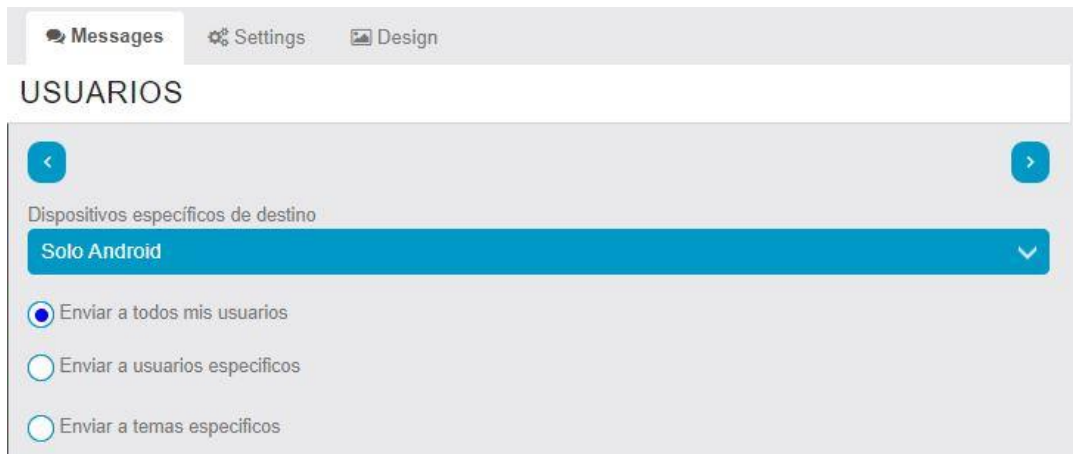 Messages Settings Design
USUARIOS
Dispositivos específicos de destino
Solo Android
Enviar a todos mis usuarios
Enviar a usuarios especificos
Enviar a temas especificos